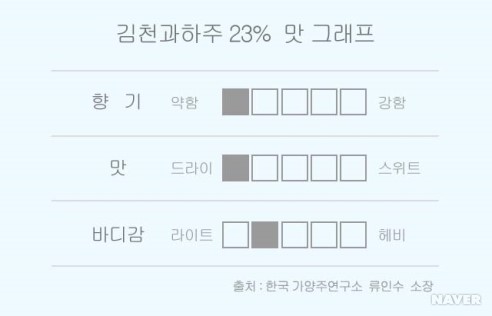 김천과하주 23% 맛 그래프
향 기 약함 강함
맛 드라이 스위트
바디감 라이트 헤비
출처 : 한국 가양주연구소 류인수 소장
NAVER